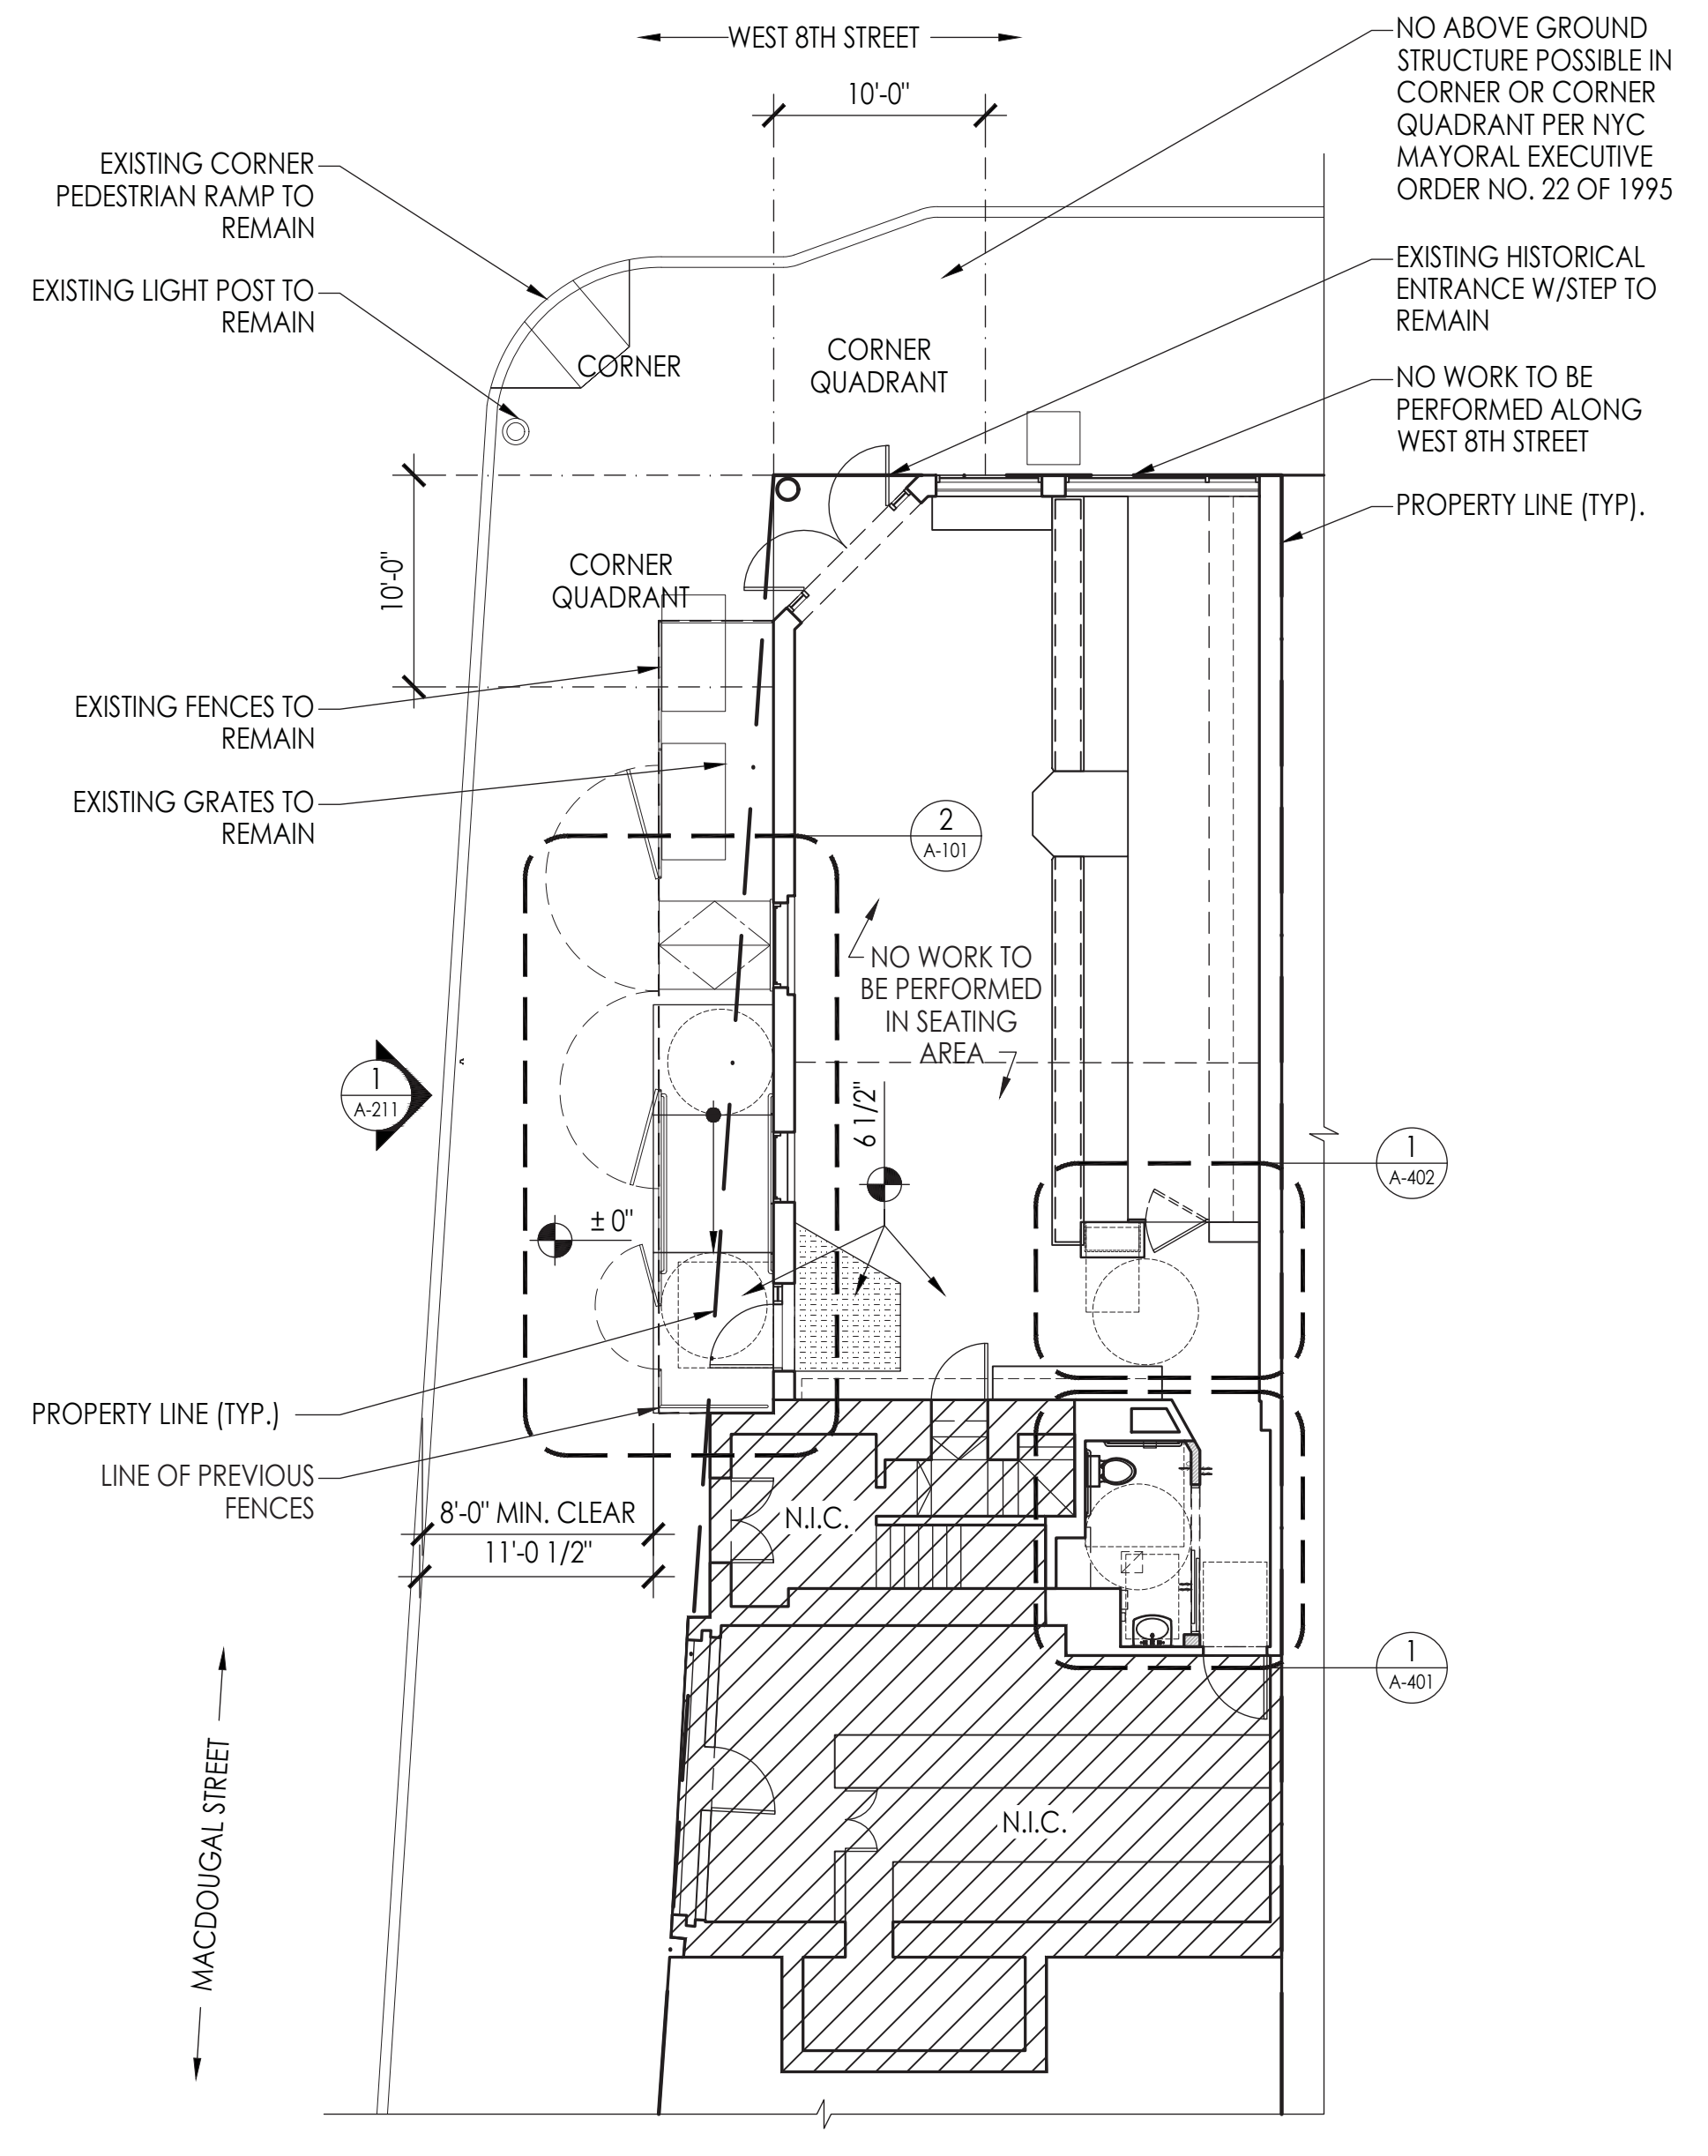 WEST 8TH STREET
10'-0"
NO ABOVE GROUND
STRUCTURE POSSIBLE IN
CORNER OR CORNER
QUADRANT PER NYC
MAYORAL EXECUTIVE
ORDER NO. 22 OF 1995
EXISTING CORNER
PEDESTRIAN RAMP TO
REMAIN
EXISTING HISTORICAL
ENTRANCE W/STEP TO
REMAIN
EXISTING LIGHT POST TO
REMAIN
CORNER
CORNER
QUADRANT
NO WORK TO BE
PERFORMED ALONG
WEST 8TH STREET
PROPERTY LINE (TYP).
10'-0"
CORNER
QUADRANT
EXISTING FENCES TO
REMAIN
EXISTING GRATES TO
REMAIN
2
A-101
NO WORK TO
BE PERFORMED
IN SEATING
AREA
1
A-211
6 1/2"
1
A-402
± 0"
PROPERTY LINE (TYP.)
LINE OF PREVIOUS
FENCES
8'-0" MIN. CLEAR
11'-0 1/2"
N.I.C.
1
A-401
MACDOUGAL STREET
N.I.C.